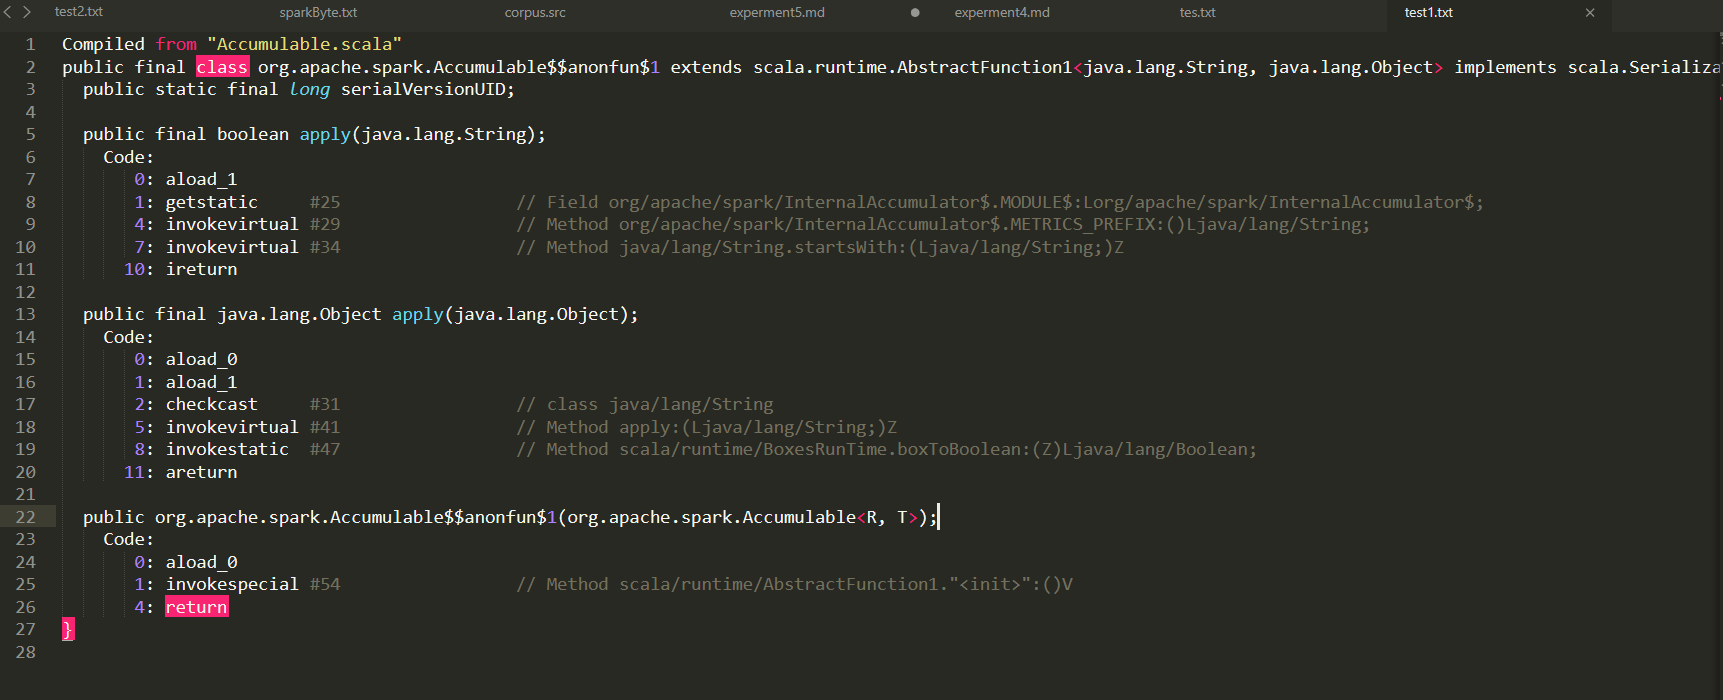 test2.txt sparkByte.txt corpus.src experment5.md experment4.md tes.txt test1.txt
1 Compiled from "Accumulable.scala"
2 public final class org.apache.spark.Accumulable$$anonfun$1 extends scala.runtime.AbstractFunction1<java.lang.String, java.lang.Object> implements scala.Serializa
3 public static final long serialVersionUID;
4
5 public final boolean apply(java.lang.String);
6 Code:
7 0: aload_1
8 1: getstatic #25 // Field org/apache/spark/InternalAccumulator$.MODULE$:Lorg/apache/spark/InternalAccumulator$;
9 4: invokevirtual #29 // Method org/apache/spark/InternalAccumulator$.METRICS_PREFIX:()Ljava/lang/String;
10 7: invokevirtual #34 // Method java/lang/String.startsWith:(Ljava/lang/String;)Z
11 10: ireturn
12
13 public final java.lang.Object apply(java.lang.Object);
14 Code:
15 0: aload_0
16 1: aload_1
17 2: checkcast #31 // class java/lang/String
18 5: invokevirtual #41 // Method apply:(Ljava/lang/String;)Z
19 8: invokestatic #47 // Method scala/runtime/BoxesRunTime.boxToBoolean:(Z)Ljava/lang/Boolean;
20 11: areturn
21
22 public org.apache.spark.Accumulable$$anonfun$1(org.apache.spark.Accumulable<R, T>);
23 Code:
24 0: aload_0
25 1: invokespecial #54 // Method scala/runtime/AbstractFunction1."<init>":()V
26 4: return
27 }
28